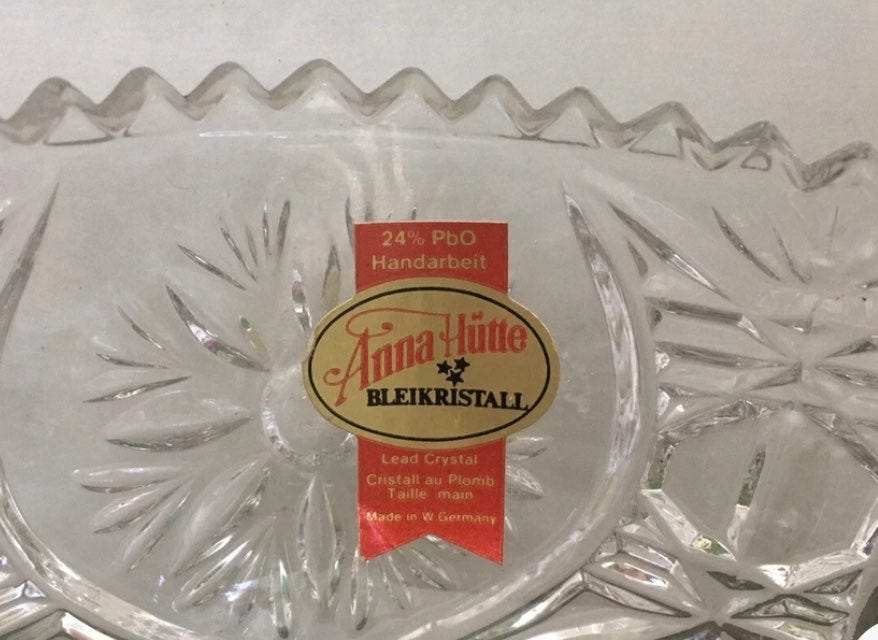 24% PbO
Handarbeit
Anna Hütte
BLEIKRISTALL
Lead Crystal
Cristall au Plomb
Taille main
Made in W Germany